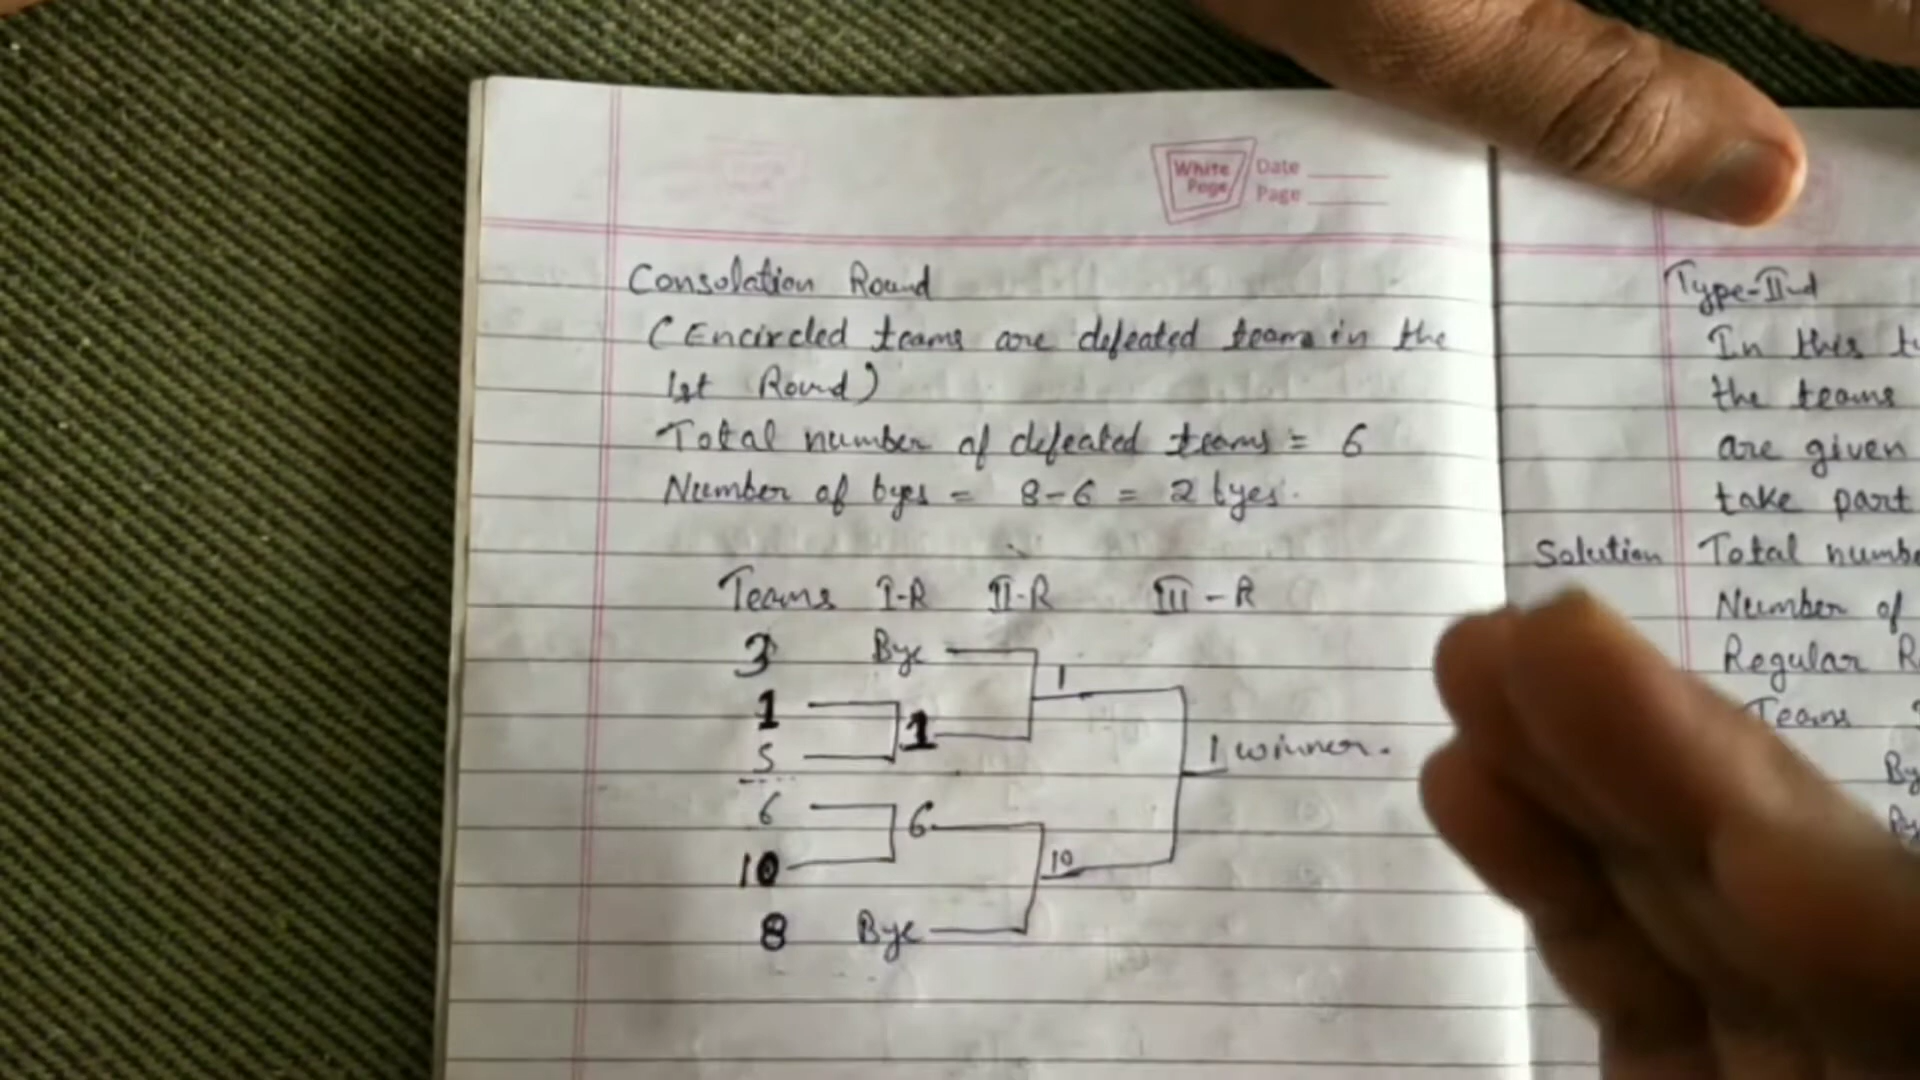 White Page
Date
Page
Consolation Round
(Encircled teams are defeated teams in the
1st Round)
Total number of defeated teams = 6
Number of byes = 8-6 = 2 byes.
Teams I-R II-R III-R
3 Bye
1
1
1
5
1 winner.
6
6
10
10
8 Bye
Type-IInd
In this
the teams
are given
take part
Solution Total
Number of
Regular
Teams